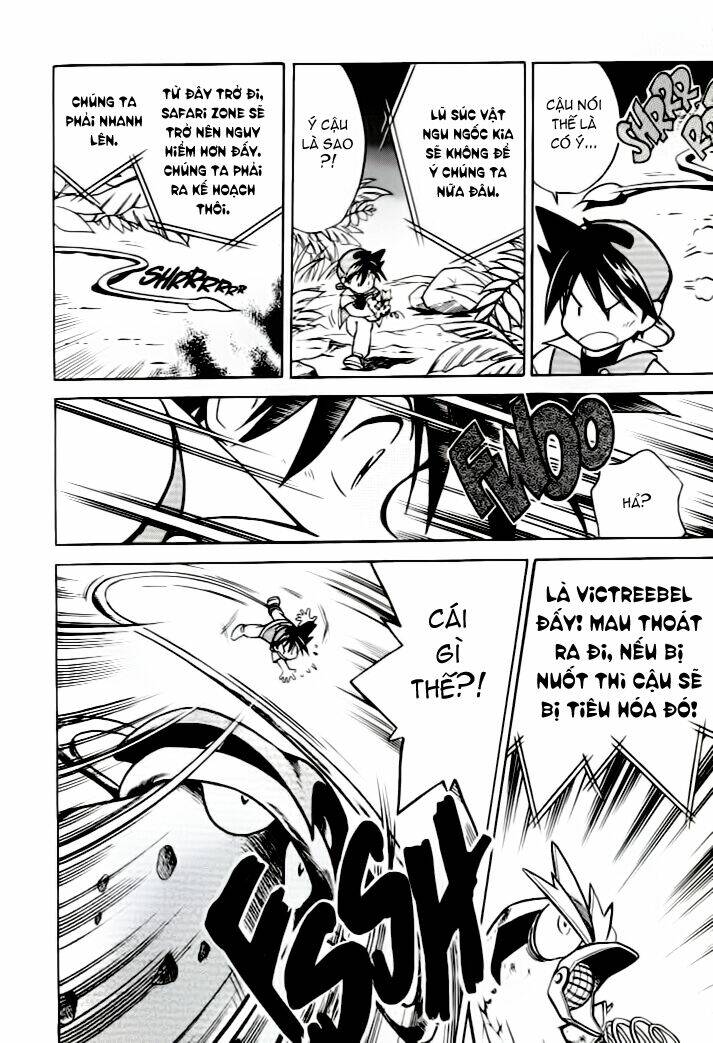 CẬU NÓI
THẾ LÀ
CÓ Ý...
LŨ SÚC VẬT
NGU NGỐC KIA
SẼ KHÔNG ĐỂ
Ý CHÚNG TA
NỮA ĐÂU.
Ý CẬU
LÀ SAO
?!
TỪ ĐÂY TRỞ ĐI,
SAFARI ZONE SẼ
TRỞ NÊN NGUY
HIỂM HƠN ĐẤY.
CHÚNG TA PHẢI
RA KẾ HOẠCH
THÔI.
CHÚNG TA
PHẢI NHANH
LÊN.
SHRRRRRR
FWOO
HẢ?
LÀ VICTREEBEL
ĐẤY! MAU THOÁT
RA ĐI, NẾU BỊ
NUỐT THÌ CẬU SẼ
BỊ TIÊU HÓA ĐÓ!
CÁI
GÌ
THẾ?!
FSSSH